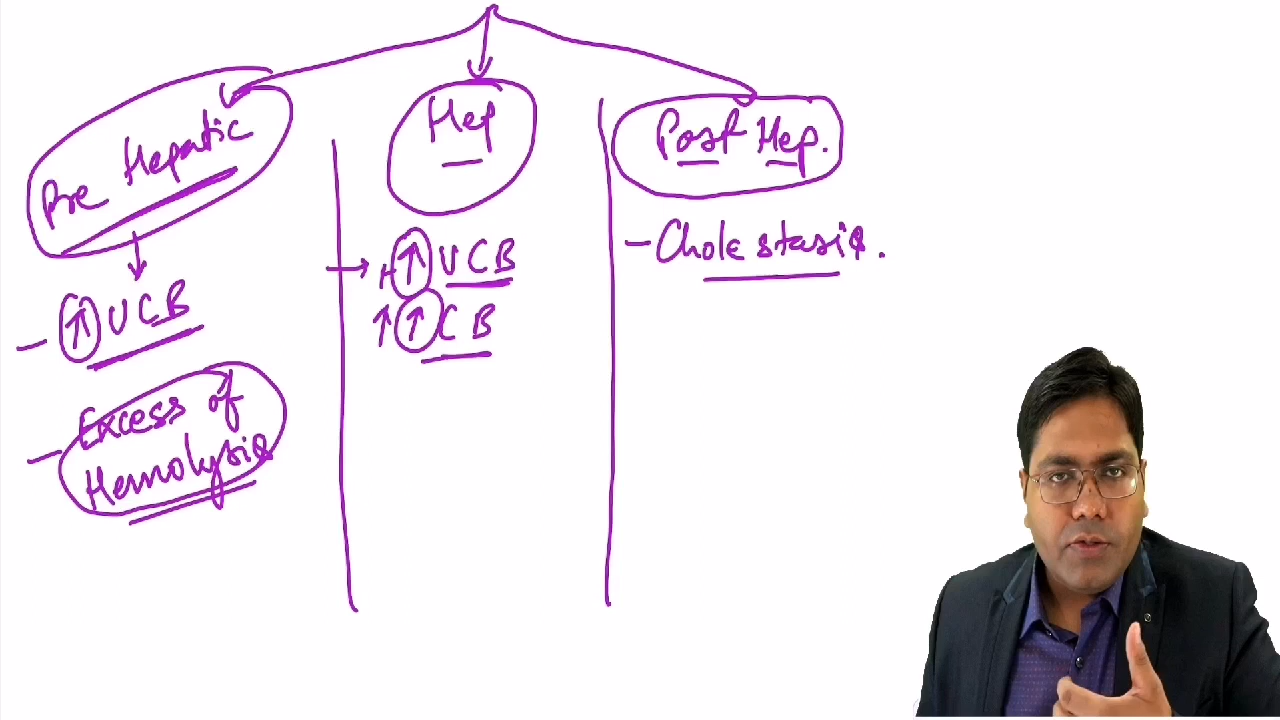 Pre Hepatic
- ↑ UCB
- Excess of
Hemolysis
Hep
→ ↑ UCB
↑ ↑ CB
Post Hep.
- Cholestasis.